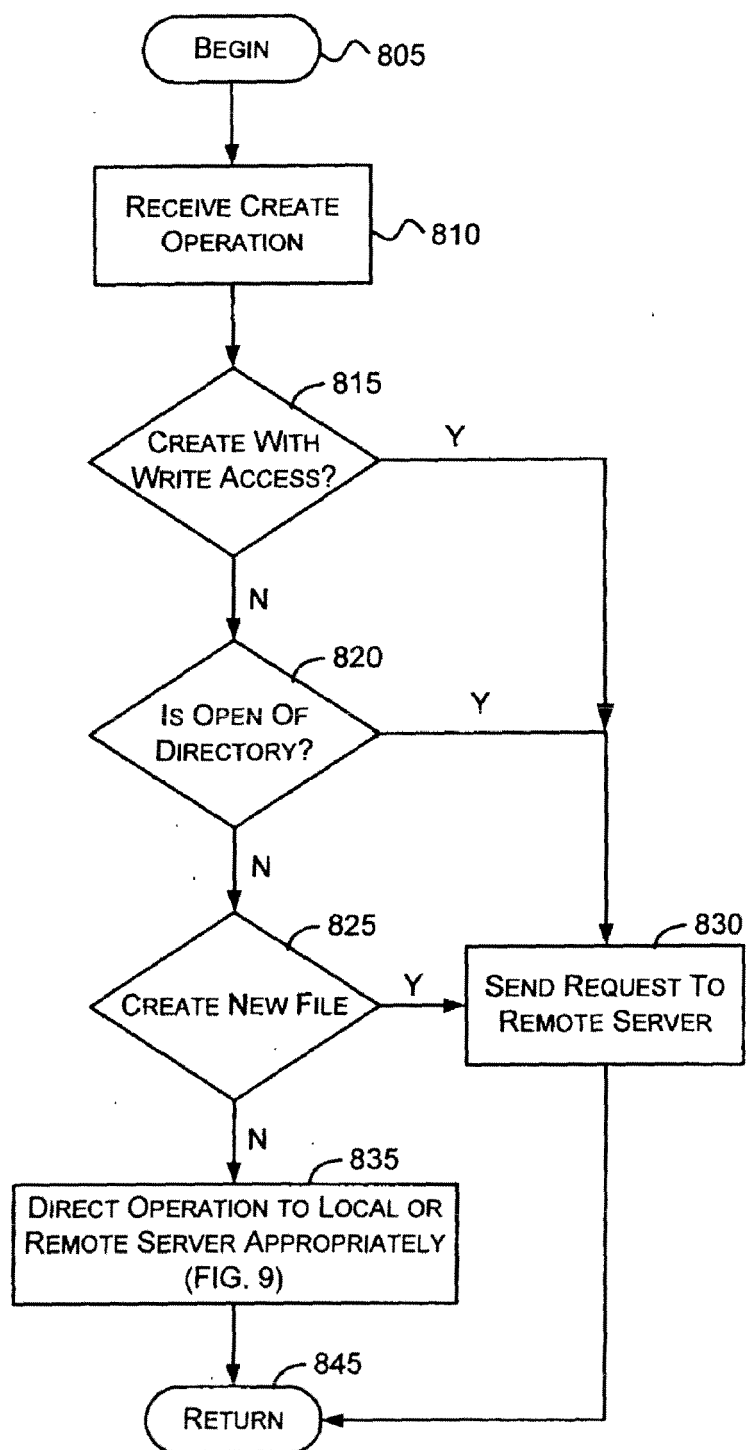 BEGIN
805
RECEIVE CREATE
OPERATION
810
815
CREATE WITH
WRITE ACCESS?
Y
N
820
IS OPEN OF
DIRECTORY?
Y
N
825
CREATE NEW FILE
Y
830
SEND REQUEST TO
REMOTE SERVER
N
835
DIRECT OPERATION TO LOCAL OR
REMOTE SERVER APPROPRIATELY
(FIG. 9)
845
RETURN